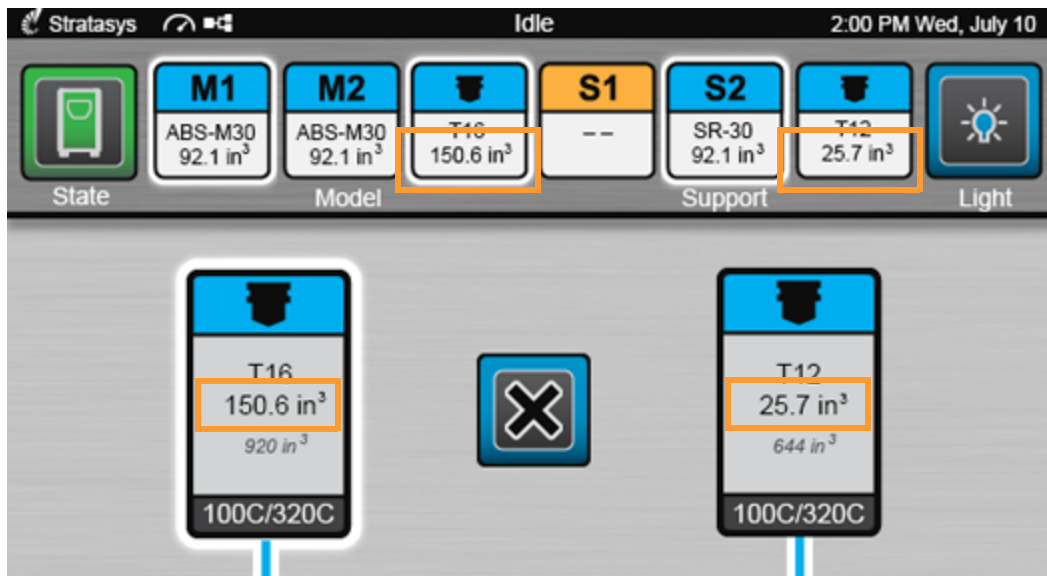 Stratasys
Idle
2:00 PM Wed, July 10
M1
ABS-M30
92.1 in³
M2
ABS-M30
92.1 in³
T16
150.6 in³
S1
--
S2
SR-30
92.1 in³
T12
25.7 in³
State
Model
Support
Light
T16
150.6 in³
920 in³
100C/320C
T12
25.7 in³
644 in³
100C/320C